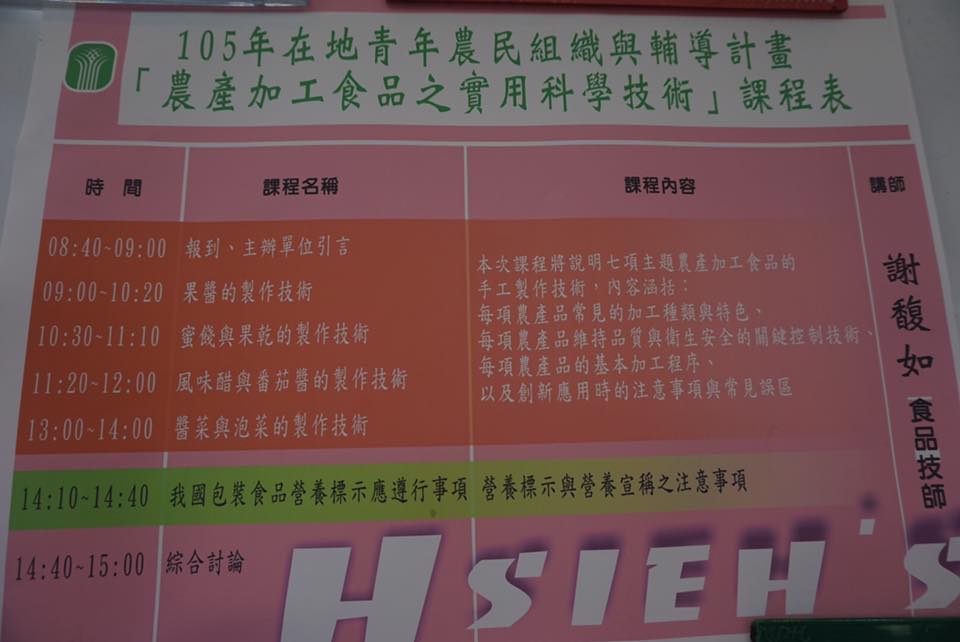 105年在地青年農民組織與輔導計畫
「農產加工食品之實用科學技術」課程表
時 間 課程名稱 課程內容 講師
08:40~09:00 報到、主辦單位引言
09:00~10:20 果醬的製作技術
10:30~11:10 蜜餞與果乾的製作技術
11:20~12:00 風味醋與番茄醬的製作技術
13:00~14:00 醬菜與泡菜的製作技術
本次課程將說明七項主題農產加工食品的
手工製作技術，內容涵括：
每項農產品常見的加工種類與特色、
每項農產品維持品質與衛生安全的關鍵控制技術、
每項農產品的基本加工程序、
以及創新應用時的注意事項與常見誤區
謝馥如 食品技師
14:10~14:40 我國包裝食品營養標示應遵行事項 營養標示與營養宣稱之注意事項
14:40~15:00 綜合討論
HSIEH'S